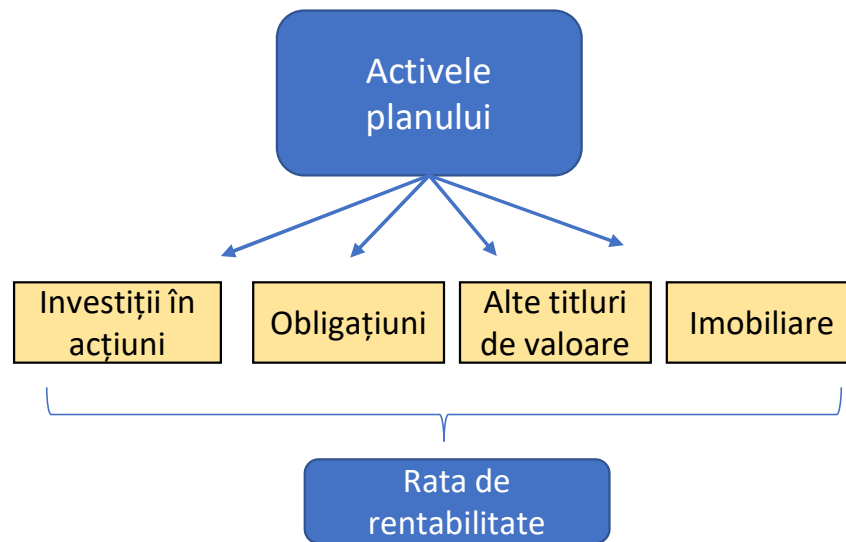 Activele
planului
Investiții în
acțiuni
Obligațiuni
Alte titluri
de valoare
Imobiliare
Rata de
rentabilitate